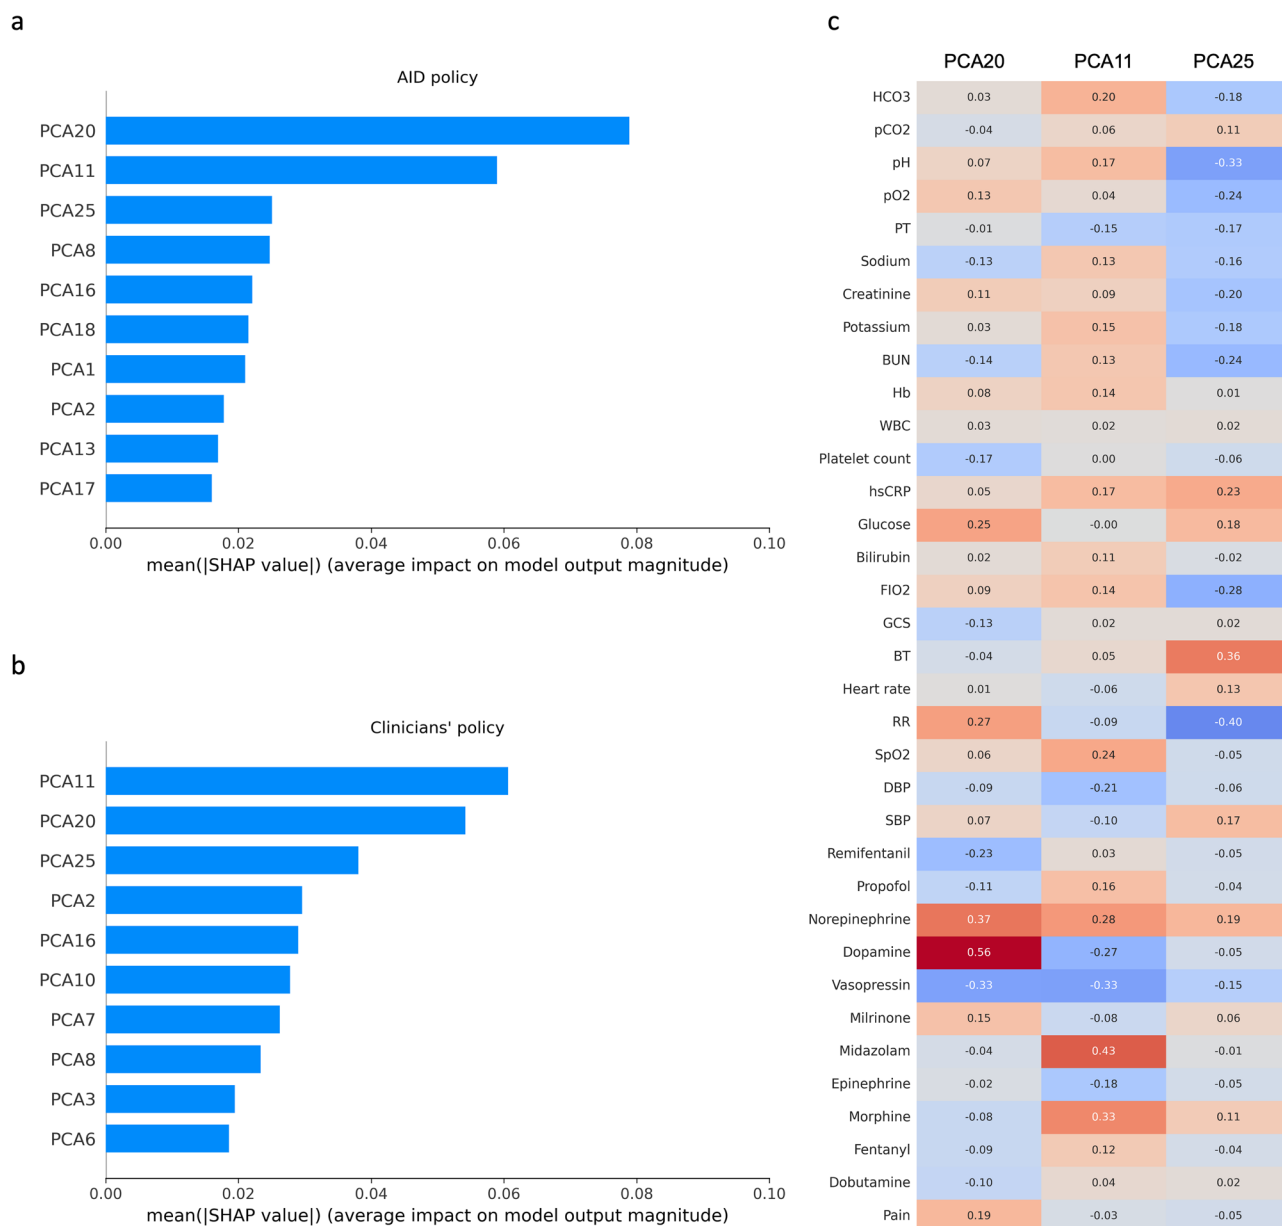 a
AID policy
PCA20
PCA11
PCA25
PCA8
PCA16
PCA18
PCA1
PCA2
PCA13
PCA17
0.00 0.02 0.04 0.06 0.08 0.10
mean(|SHAP value|) (average impact on model output magnitude)
b
Clinicians' policy
PCA11
PCA20
PCA25
PCA2
PCA16
PCA10
PCA7
PCA8
PCA3
PCA6
0.00 0.02 0.04 0.06 0.08 0.10
mean(|SHAP value|) (average impact on model output magnitude)
c
PCA20 PCA11 PCA25
HCO3 0.03 0.20 -0.18
pCO2 -0.04 0.06 0.11
pH 0.07 0.17 -0.33
pO2 0.13 0.04 -0.24
PT -0.01 -0.15 -0.17
Sodium -0.13 0.13 -0.16
Creatinine 0.11 0.09 -0.20
Potassium 0.03 0.15 -0.18
BUN -0.14 0.13 -0.24
Hb 0.08 0.14 0.01
WBC 0.03 0.02 0.02
Platelet count -0.17 0.00 -0.06
hsCRP 0.05 0.17 0.23
Glucose 0.25 -0.00 0.18
Bilirubin 0.02 0.11 -0.02
FIO2 0.09 0.14 -0.28
GCS -0.13 0.02 0.02
BT -0.04 0.05 0.36
Heart rate 0.01 -0.06 0.13
RR 0.27 -0.09 -0.40
SpO2 0.06 0.24 -0.05
DBP -0.09 -0.21 -0.06
SBP 0.07 -0.10 0.17
Remifentanil -0.23 0.03 -0.05
Propofol -0.11 0.16 -0.04
Norepinephrine 0.37 0.28 0.19
Dopamine 0.56 -0.27 -0.05
Vasopressin -0.33 -0.33 -0.15
Milrinone 0.15 -0.08 0.06
Midazolam -0.04 0.43 -0.01
Epinephrine -0.02 -0.18 -0.05
Morphine -0.08 0.33 0.11
Fentanyl -0.09 0.12 -0.04
Dobutamine -0.10 0.04 0.02
Pain 0.19 -0.03 -0.05